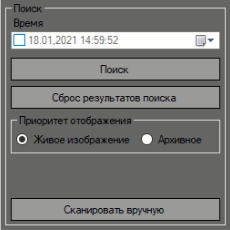 Поиск
Время
18.01.2021 14:59:52
Поиск
Сброс результатов поиска
Приоритет отображения
Живое изображение Архивное
Сканировать вручную